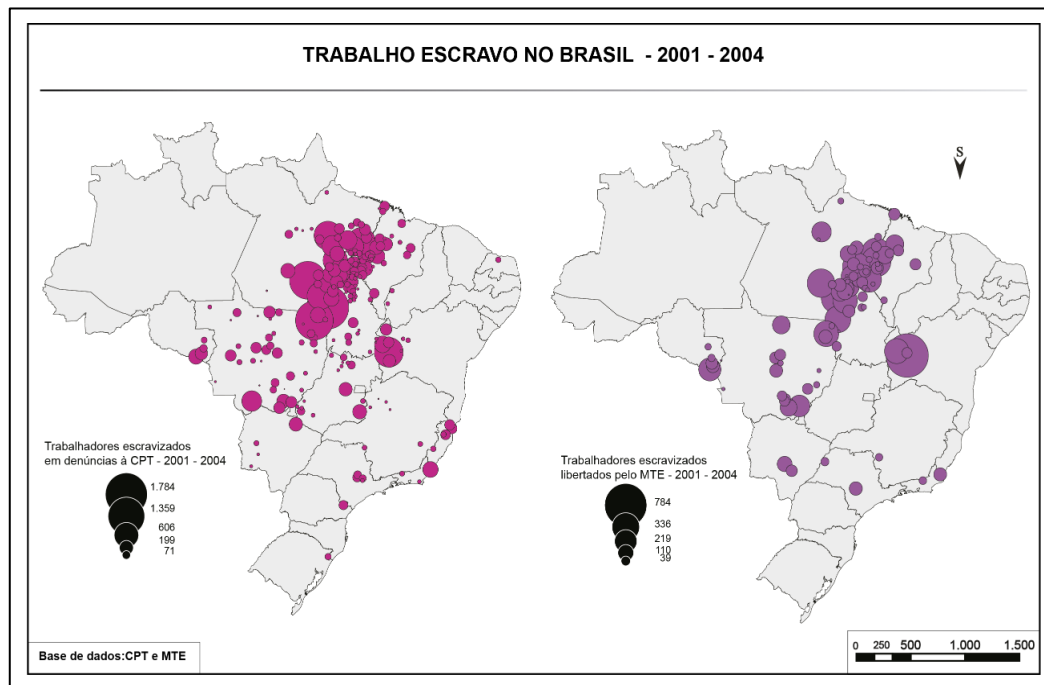 TRABALHO ESCRAVO NO BRASIL - 2001 - 2004
S
Trabalhadores escravizados
em denúncias à CPT - 2001 - 2004
1.784
1.359
606
199
71
Trabalhadores escravizados
libertados pelo MTE - 2001 - 2004
784
336
219
110
39
Base de dados:CPT e MTE
0 250 500 1.000 1.500